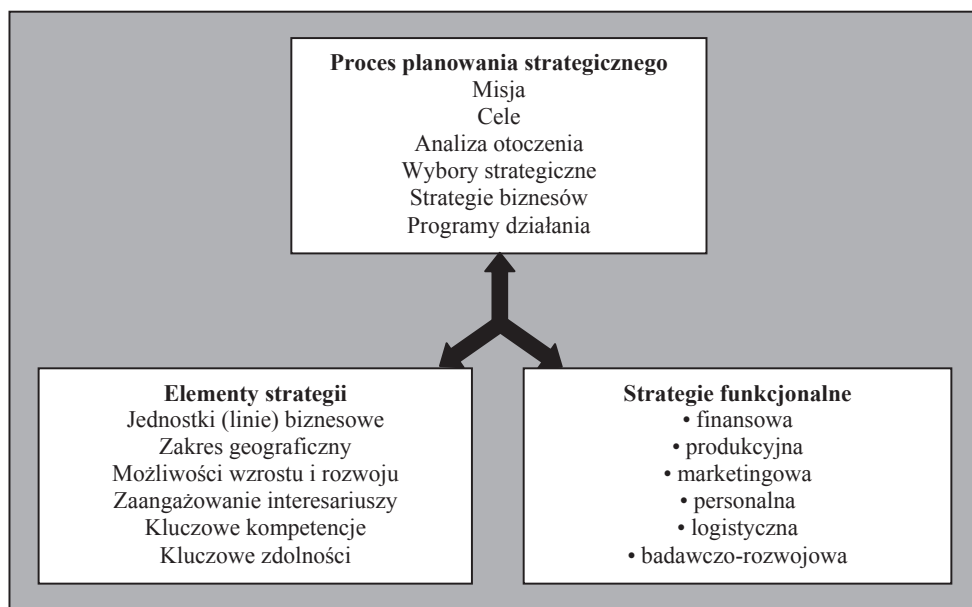 Proces planowania strategicznego
Misja
Cele
Analiza otoczenia
Wybory strategiczne
Strategie biznesów
Programy działania
Elementy strategii
Jednostki (linie) biznesowe
Zakres geograficzny
Możliwości wzrostu i rozwoju
Zaangażowanie interesariuszy
Kluczowe kompetencje
Kluczowe zdolności
Strategie funkcjonalne
• finansowa
• produkcyjna
• marketingowa
• personalna
• logistyczna
• badawczo-rozwojowa